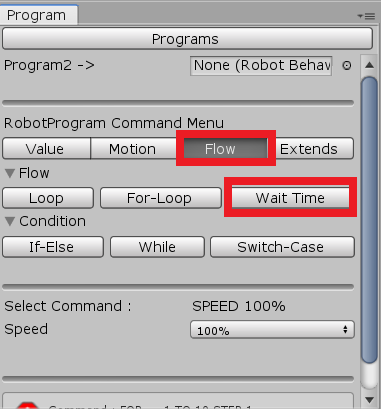 Program
Programs
Program2 -> None (Robot Behav
RobotProgram Command Menu
Value Motion Flow Extends
Flow
Loop For-Loop Wait Time
Condition
If-Else While Switch-Case
Select Command : SPEED 100%
Speed 100%